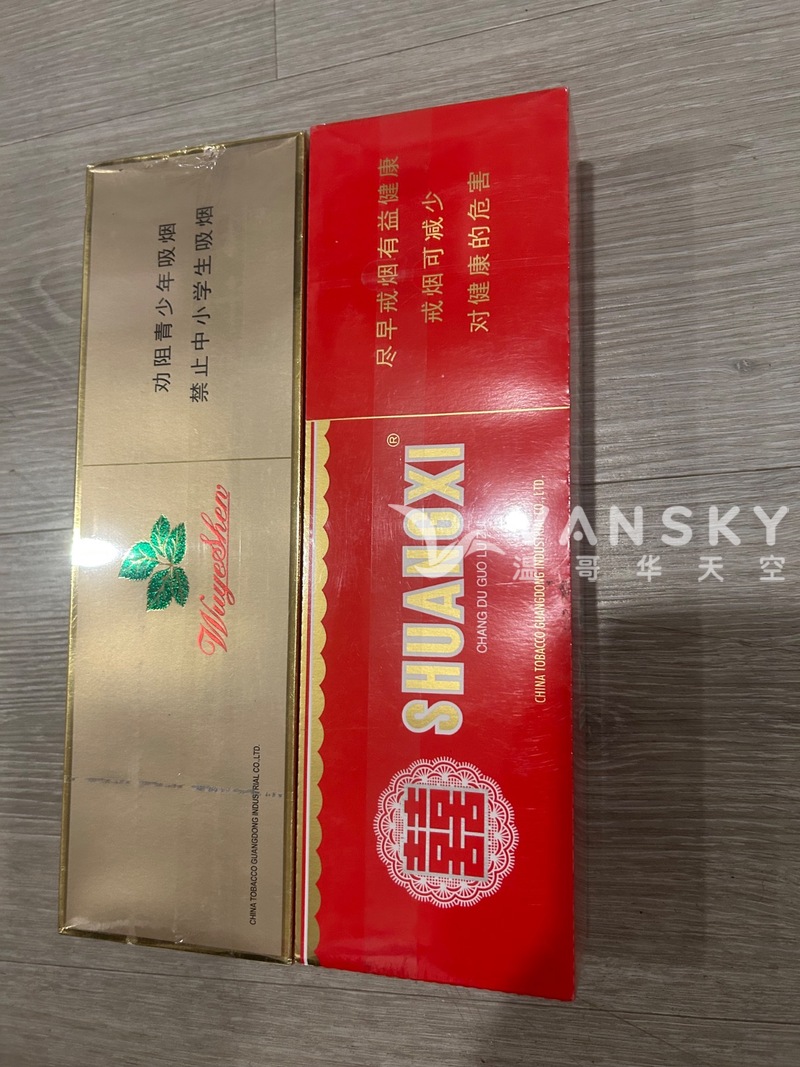 劝阻青少年吸烟
禁止中小学生吸烟
WuyeShen
CHINA TOBACCO GUANGDONG INDUSTRIAL CO.,LTD.
尽早戒烟有益健康
戒烟可减少
对健康的危害
SHUANGXI®
CHANG DU GUO LÜ ZUI
CHINA TOBACCO GUANGDONG INDUSTRIAL CO., LTD.
囍
VANSKY
温哥华天空